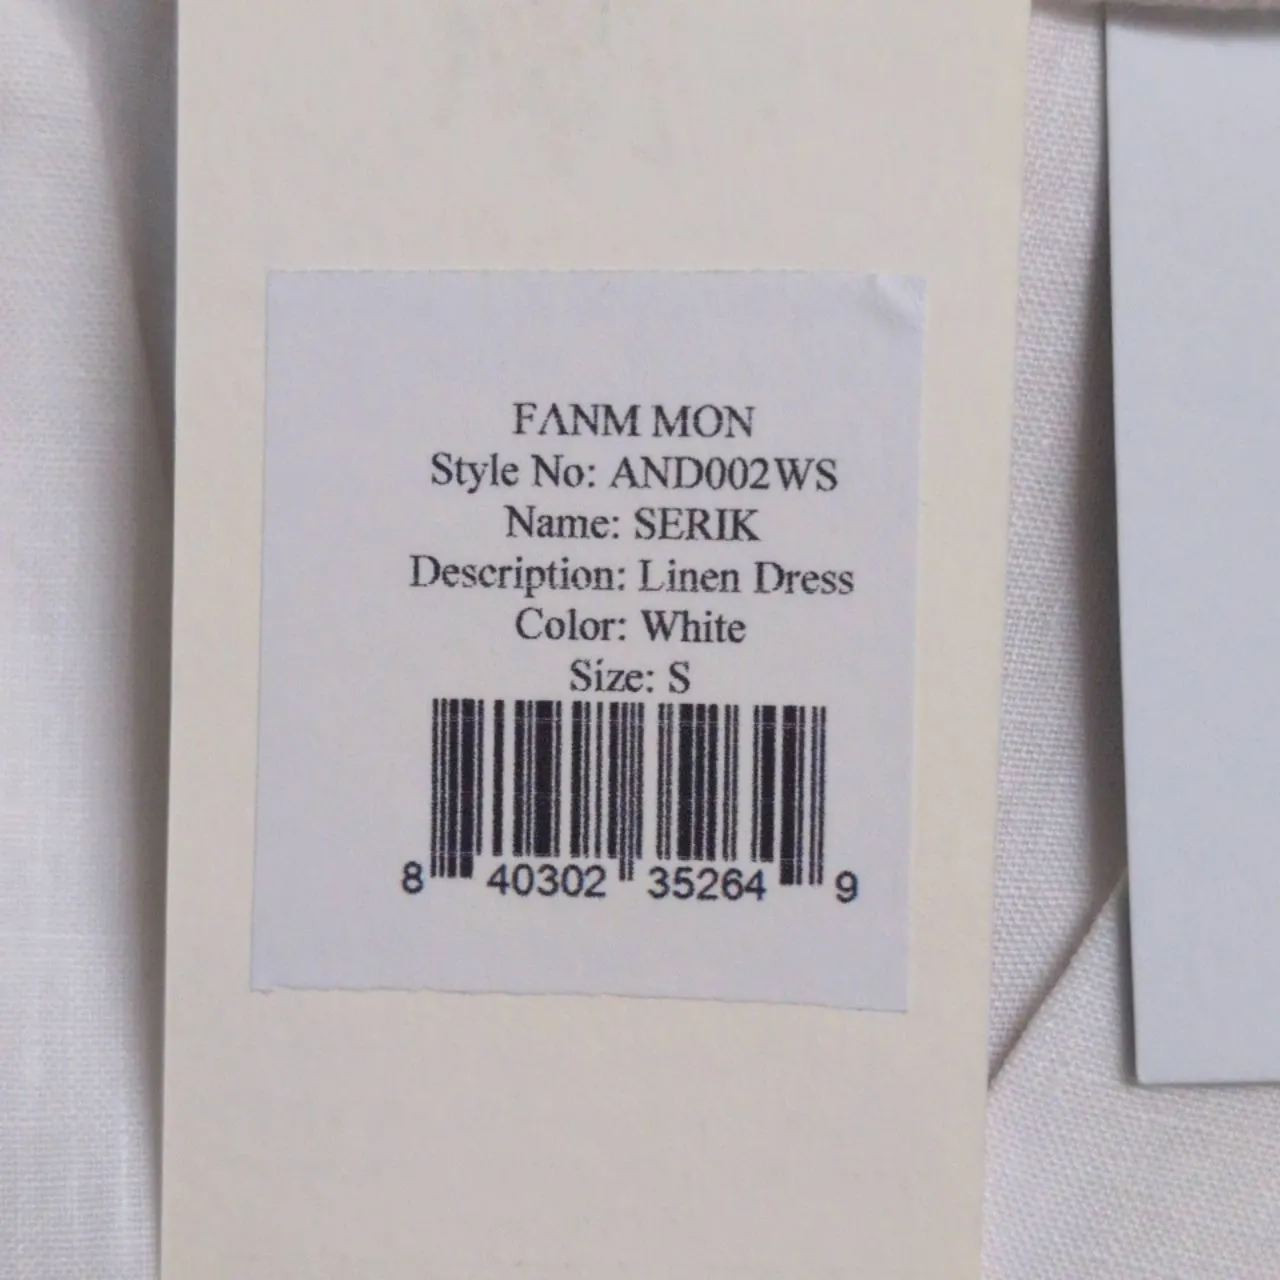 FANM MON
Style No: AND002WS
Name: SERIK
Description: Linen Dress
Color: White
Size: S
8 40302 35264 9